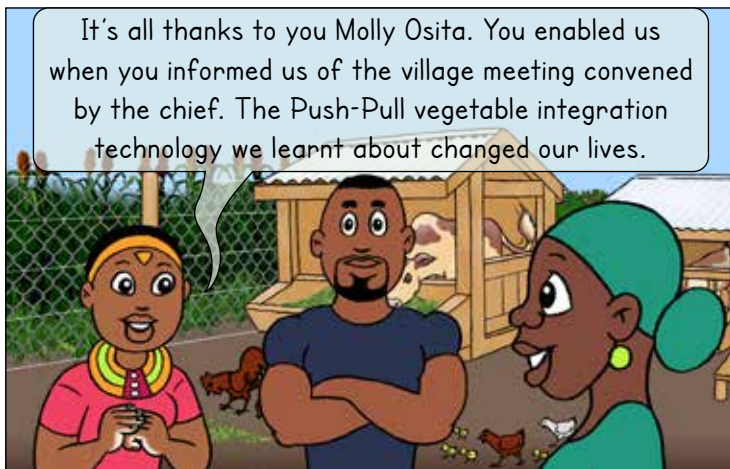 It's all thanks to you Molly Osita. You enabled us
when you informed us of the village meeting convened
by the chief. The Push-Pull vegetable integration
technology we learnt about changed our lives.